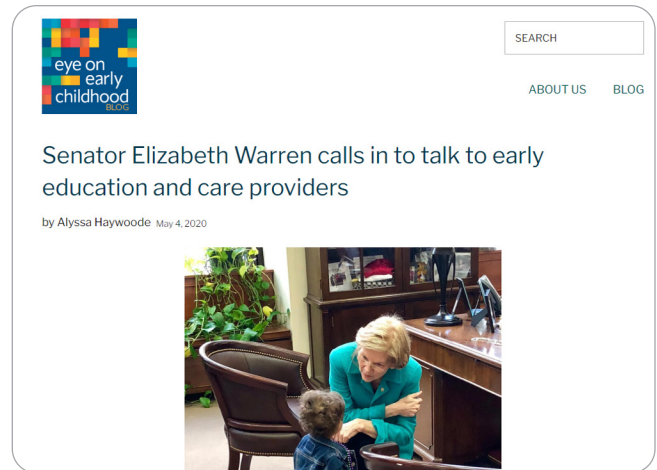 eye on
early
childhood
BLOG
SEARCH
ABOUT US BLOG
Senator Elizabeth Warren calls in to talk to early
education and care providers
by Alyssa Haywoode May 4, 2020